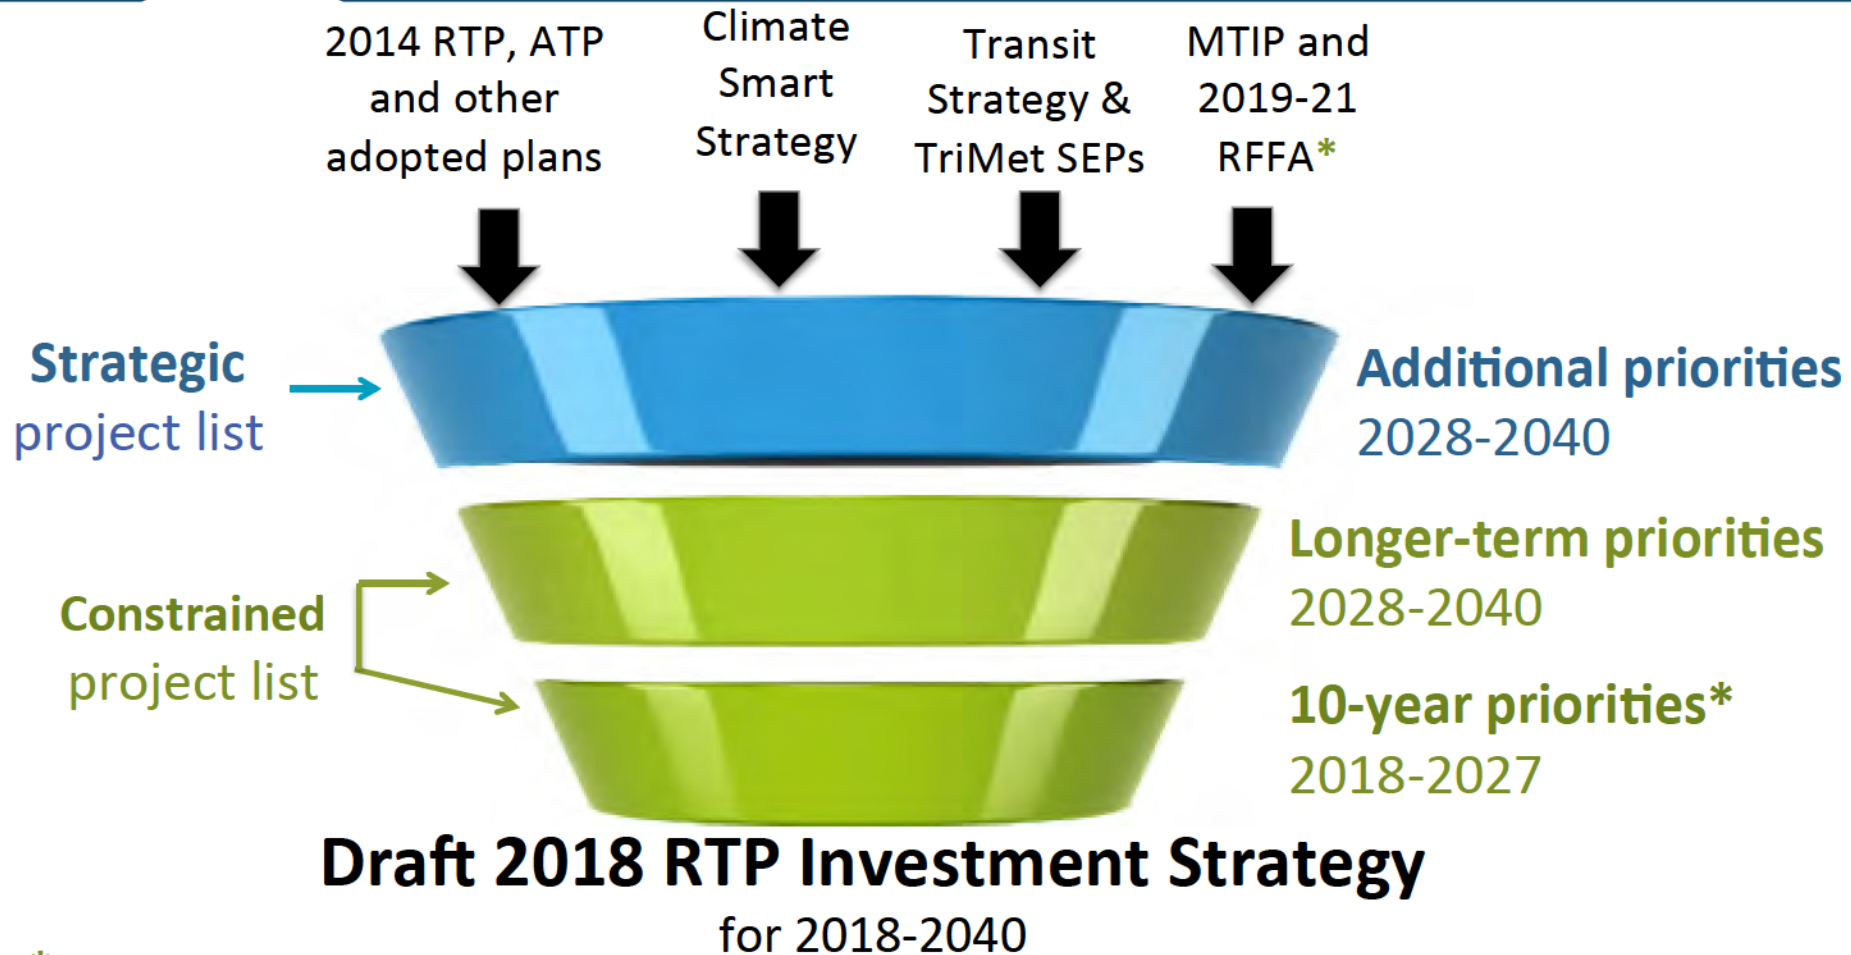 2014 RTP, ATP
and other
adopted plans
Climate
Smart
Strategy
Transit
Strategy &
TriMet SEPs
MTIP and
2019-21
RFFA*
Strategic
project list
Additional priorities
2028-2040
Longer-term priorities
2028-2040
Constrained
project list
10-year priorities*
2018-2027
Draft 2018 RTP Investment Strategy
for 2018-2040
*